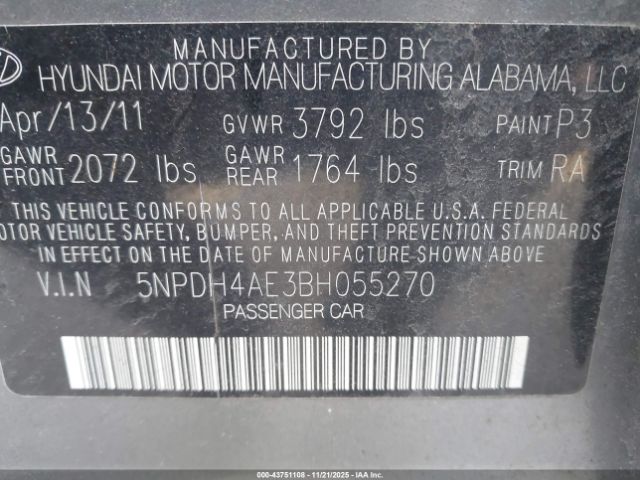 MANUFACTURED BY
HYUNDAI MOTOR MANUFACTURING ALABAMA, LLC
Apr/13/11 GVWR 3792 lbs PAINT P3
GAWR FRONT 2072 lbs GAWR REAR 1764 lbs TRIM RA
THIS VEHICLE CONFORMS TO ALL APPLICABLE U.S.A. FEDERAL
OTOR VEHICLE SAFETY, BUMPER, AND THEFT PREVENTION STANDARDS
IN EFFECT ON THE DATE OF MANUFACTURE SHOWN ABOVE
V.I.N 5NPDH4AE3BH055270
PASSENGER CAR
000-43751108 - 11/21/2025 - COPYRIGHT IAA, LLC.